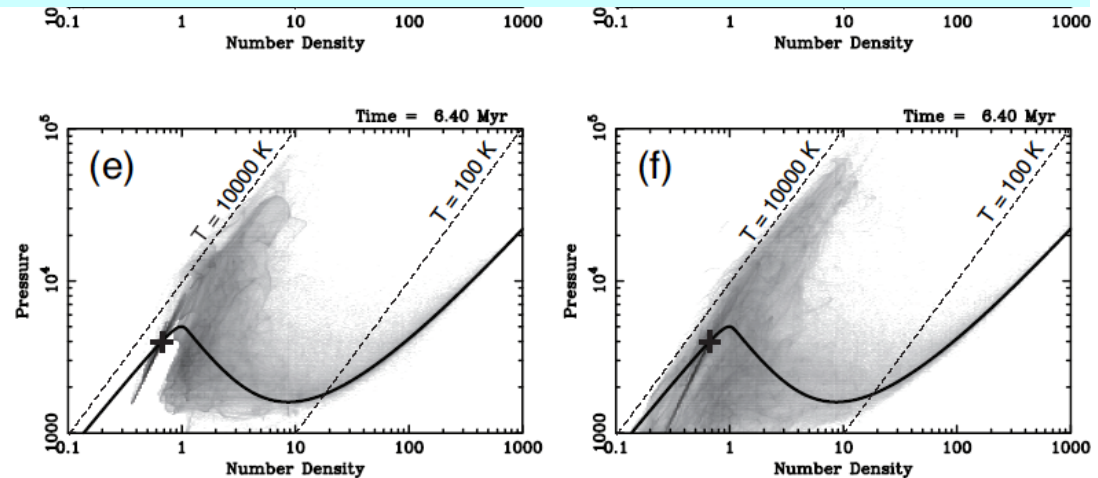 10
0.1 1 10 100 1000
Number Density
10
0.1 1 10 100 1000
Number Density
Time = 6.40 Myr
(e)
T = 10000 K
T = 100 K
10⁵
10⁴
1000
Pressure
0.1 1 10 100 1000
Number Density
Time = 6.40 Myr
(f)
T = 10000 K
T = 100 K
10⁵
10⁴
1000
Pressure
0.1 1 10 100 1000
Number Density